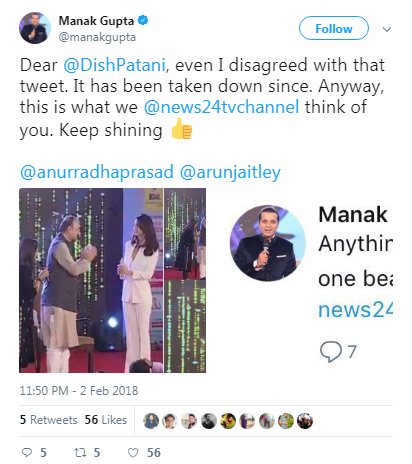 Manak Gupta
@manakgupta
Follow
Dear @DishPatani, even I disagreed with that
tweet. It has been taken down since. Anyway,
this is what we @news24tvchannel think of
you. Keep shining 👍
@anurradhaprasad @arunjaitley
Manak
Anythin
one bea
news24
7
11:50 PM - 2 Feb 2018
5 Retweets 56 Likes
5 5 56